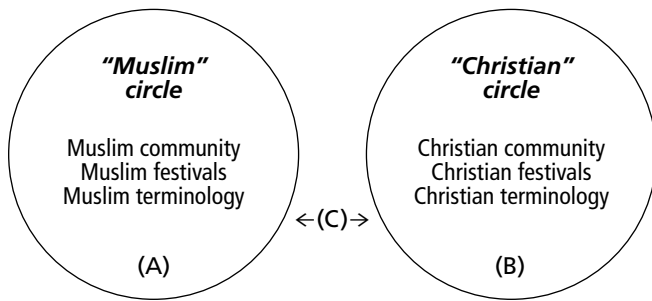 “Muslim”
circle
Muslim community
Muslim festivals
Muslim terminology
(A)
“Christian”
circle
Christian community
Christian festivals
Christian terminology
(B)
←(C)→